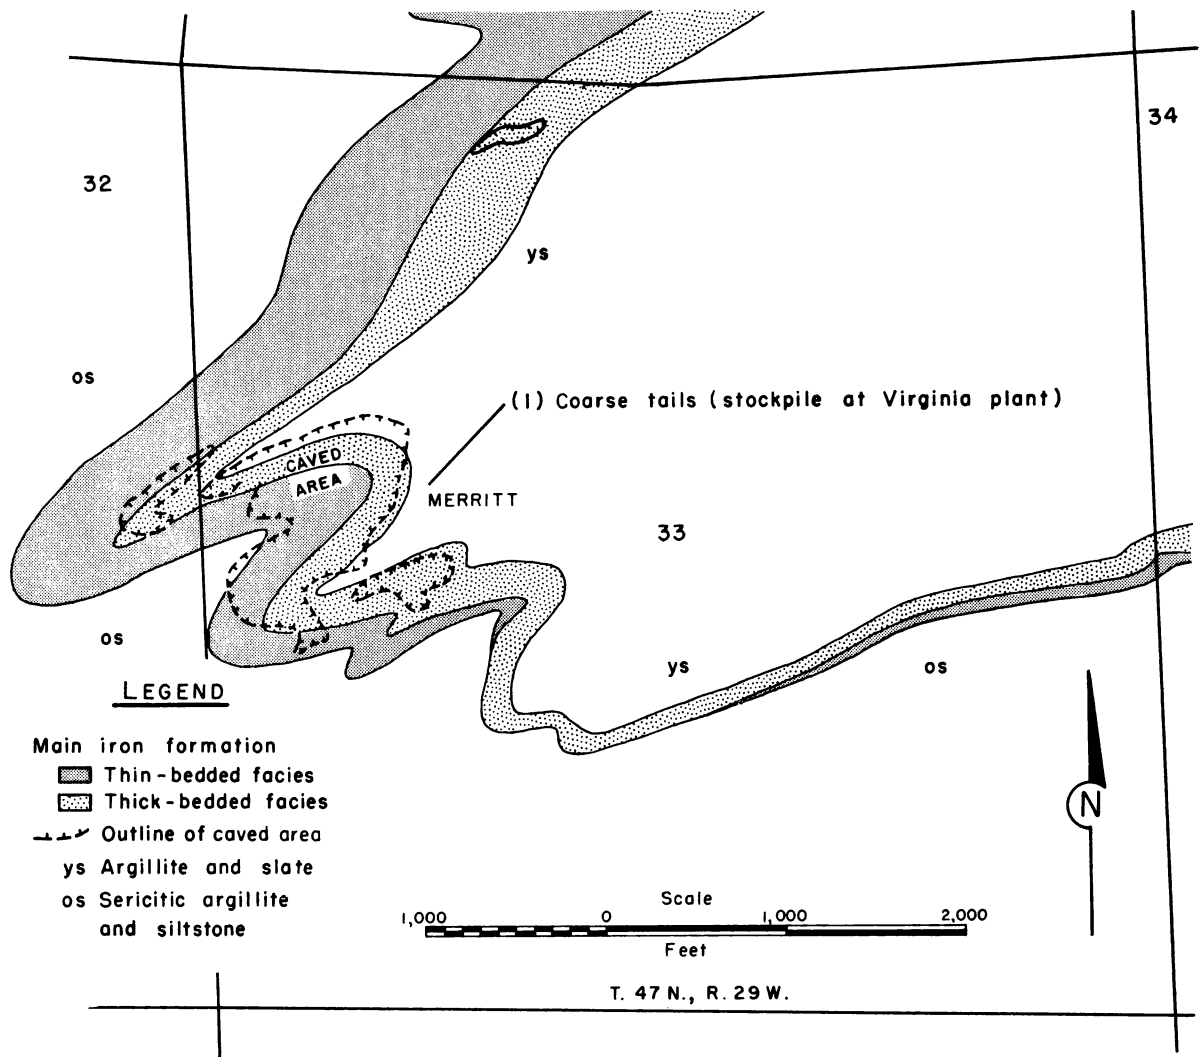 34
32
ys
os
(1) Coarse tails (stockpile at Virginia plant)
CAVED
AREA
MERRITT
33
os
ys
os
LEGEND
Main iron formation
Thin-bedded facies
Thick-bedded facies
Outline of caved area
ys Argillite and slate
os Sericitic argillite
and siltstone
N
Scale
1,000 0 1,000 2,000
Feet
T. 47 N., R. 29 W.